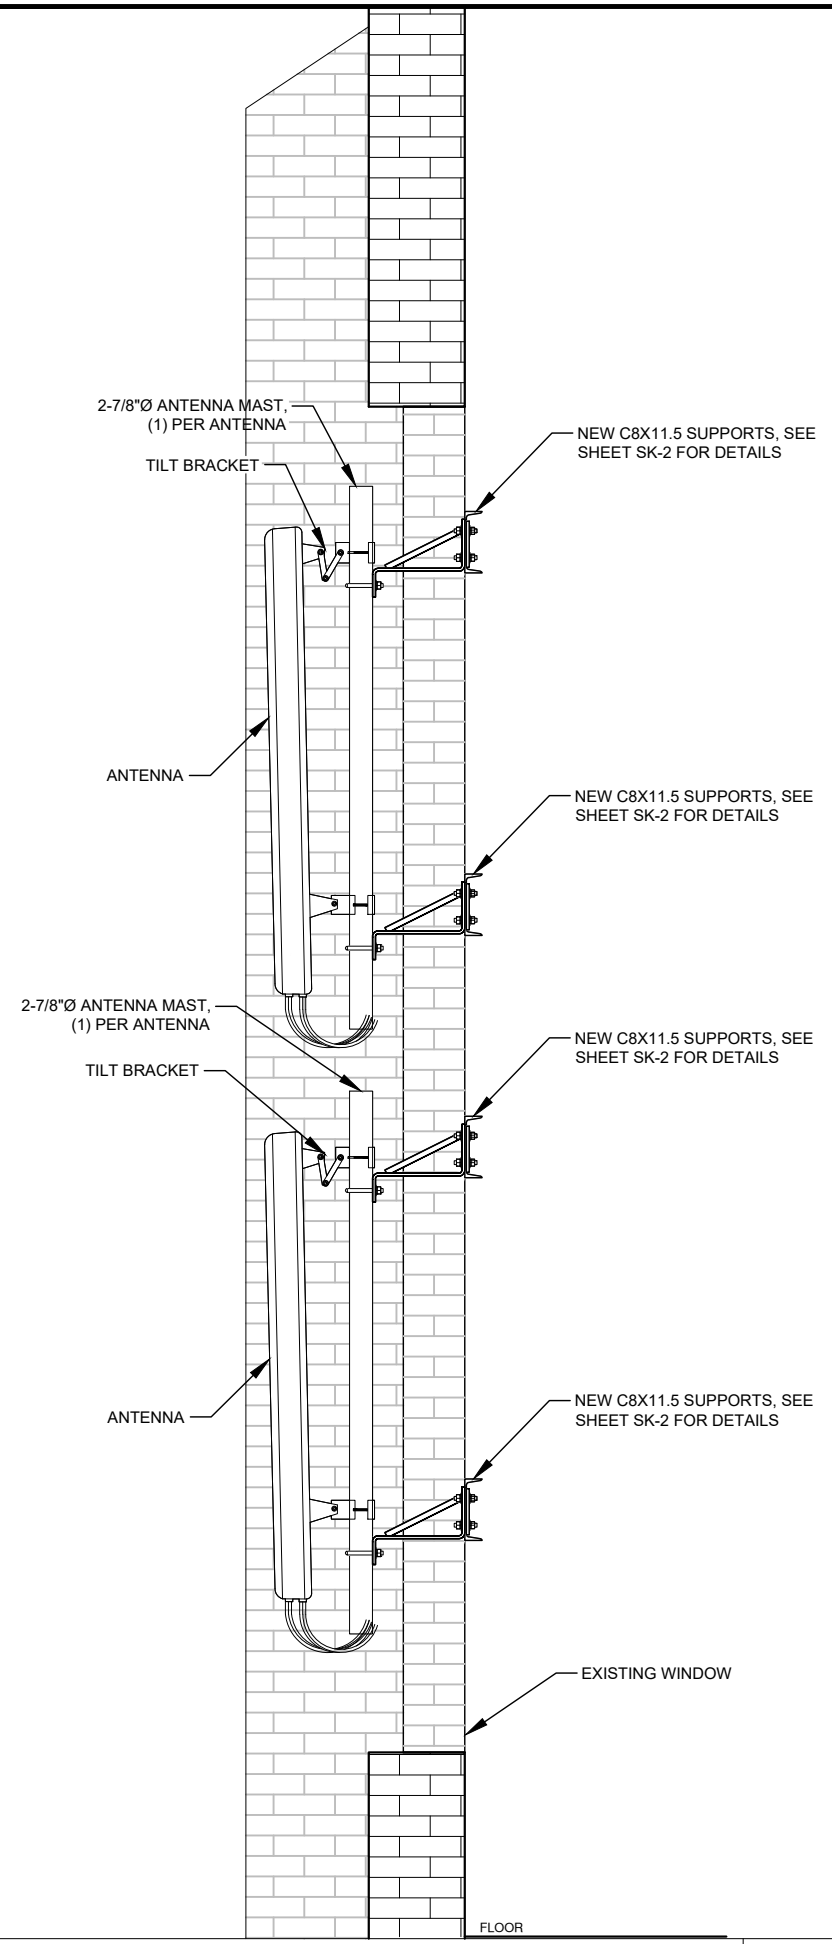 2-7/8"Ø ANTENNA MAST,
(1) PER ANTENNA
NEW C8X11.5 SUPPORTS, SEE
SHEET SK-2 FOR DETAILS
TILT BRACKET
ANTENNA
NEW C8X11.5 SUPPORTS, SEE
SHEET SK-2 FOR DETAILS
2-7/8"Ø ANTENNA MAST,
(1) PER ANTENNA
NEW C8X11.5 SUPPORTS, SEE
SHEET SK-2 FOR DETAILS
TILT BRACKET
ANTENNA
NEW C8X11.5 SUPPORTS, SEE
SHEET SK-2 FOR DETAILS
EXISTING WINDOW
FLOOR